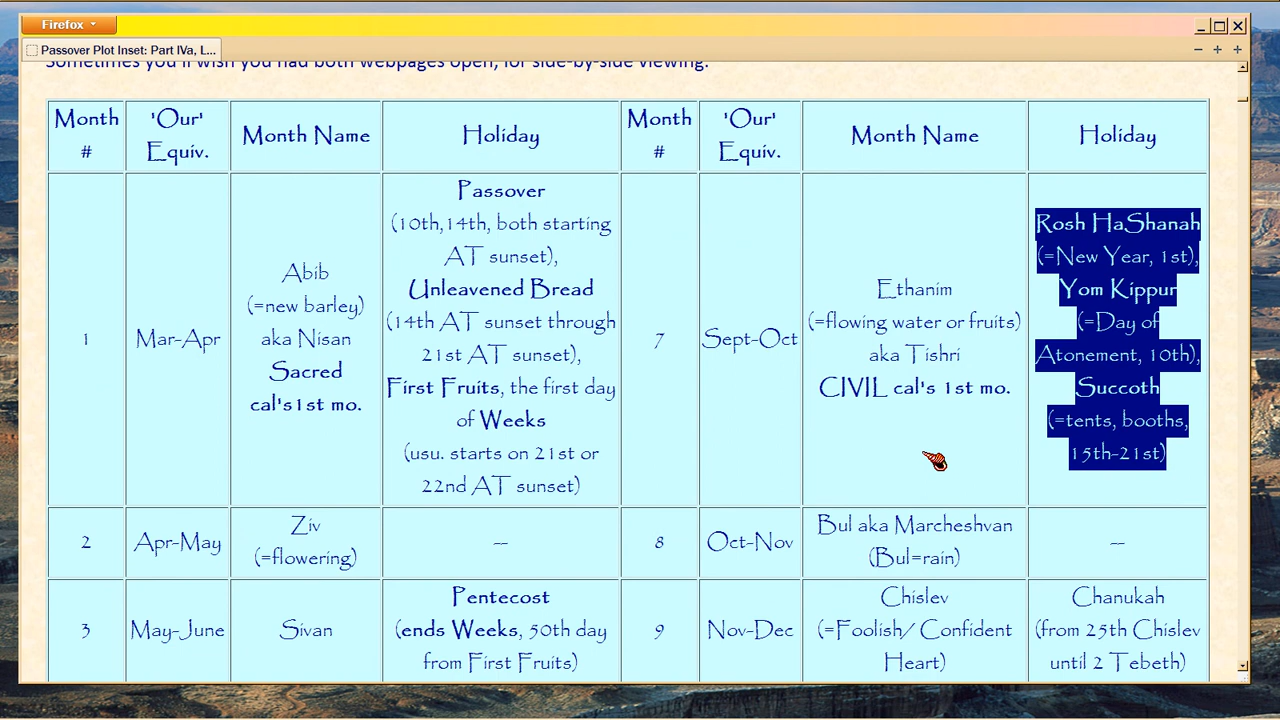 Firefox
Passover Plot Inset: Part IVa, L...
Sometimes you'll wish you had both webpages open, for side-by-side viewing.
Month
#
'Our'
Equiv.
Month Name
Holiday
Month
#
'Our'
Equiv.
Month Name
Holiday
1
Mar-Apr
Abib
(=new barley)
aka Nisan
Sacred
cal's1st mo.
Passover
(10th,14th, both starting
AT sunset),
Unleavened Bread
(14th AT sunset through
21st AT sunset),
First Fruits, the first day
of Weeks
(usu. starts on 21st or
22nd AT sunset)
7
Sept-Oct
Ethanim
(=flowing water or fruits)
aka Tishri
CIVIL cal's 1st mo.
Rosh HaShanah
(=New Year, 1st),
Yom Kippur
(=Day of
Atonement, 10th),
Succoth
(=tents, booths,
15th-21st)
2
Apr-May
Ziv
(=flowering)
--
8
Oct-Nov
Bul aka Marcheshvan
(Bul=rain)
--
3
May-June
Sivan
Pentecost
(ends Weeks, 50th day
from First Fruits)
9
Nov-Dec
Chislev
(=Foolish/ Confident
Heart)
Chanukah
(from 25th Chislev
until 2 Tebeth)